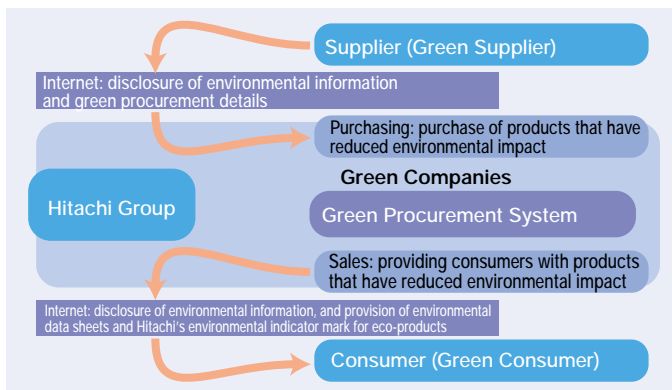 Supplier (Green Supplier)
Internet: disclosure of environmental information
and green procurement details
Purchasing: purchase of products that have
reduced environmental impact
Green Companies
Hitachi Group
Green Procurement System
Sales: providing consumers with products
that have reduced environmental impact
Internet: disclosure of environmental information, and provision of environmental
data sheets and Hitachi's environmental indicator mark for eco-products
Consumer (Green Consumer)